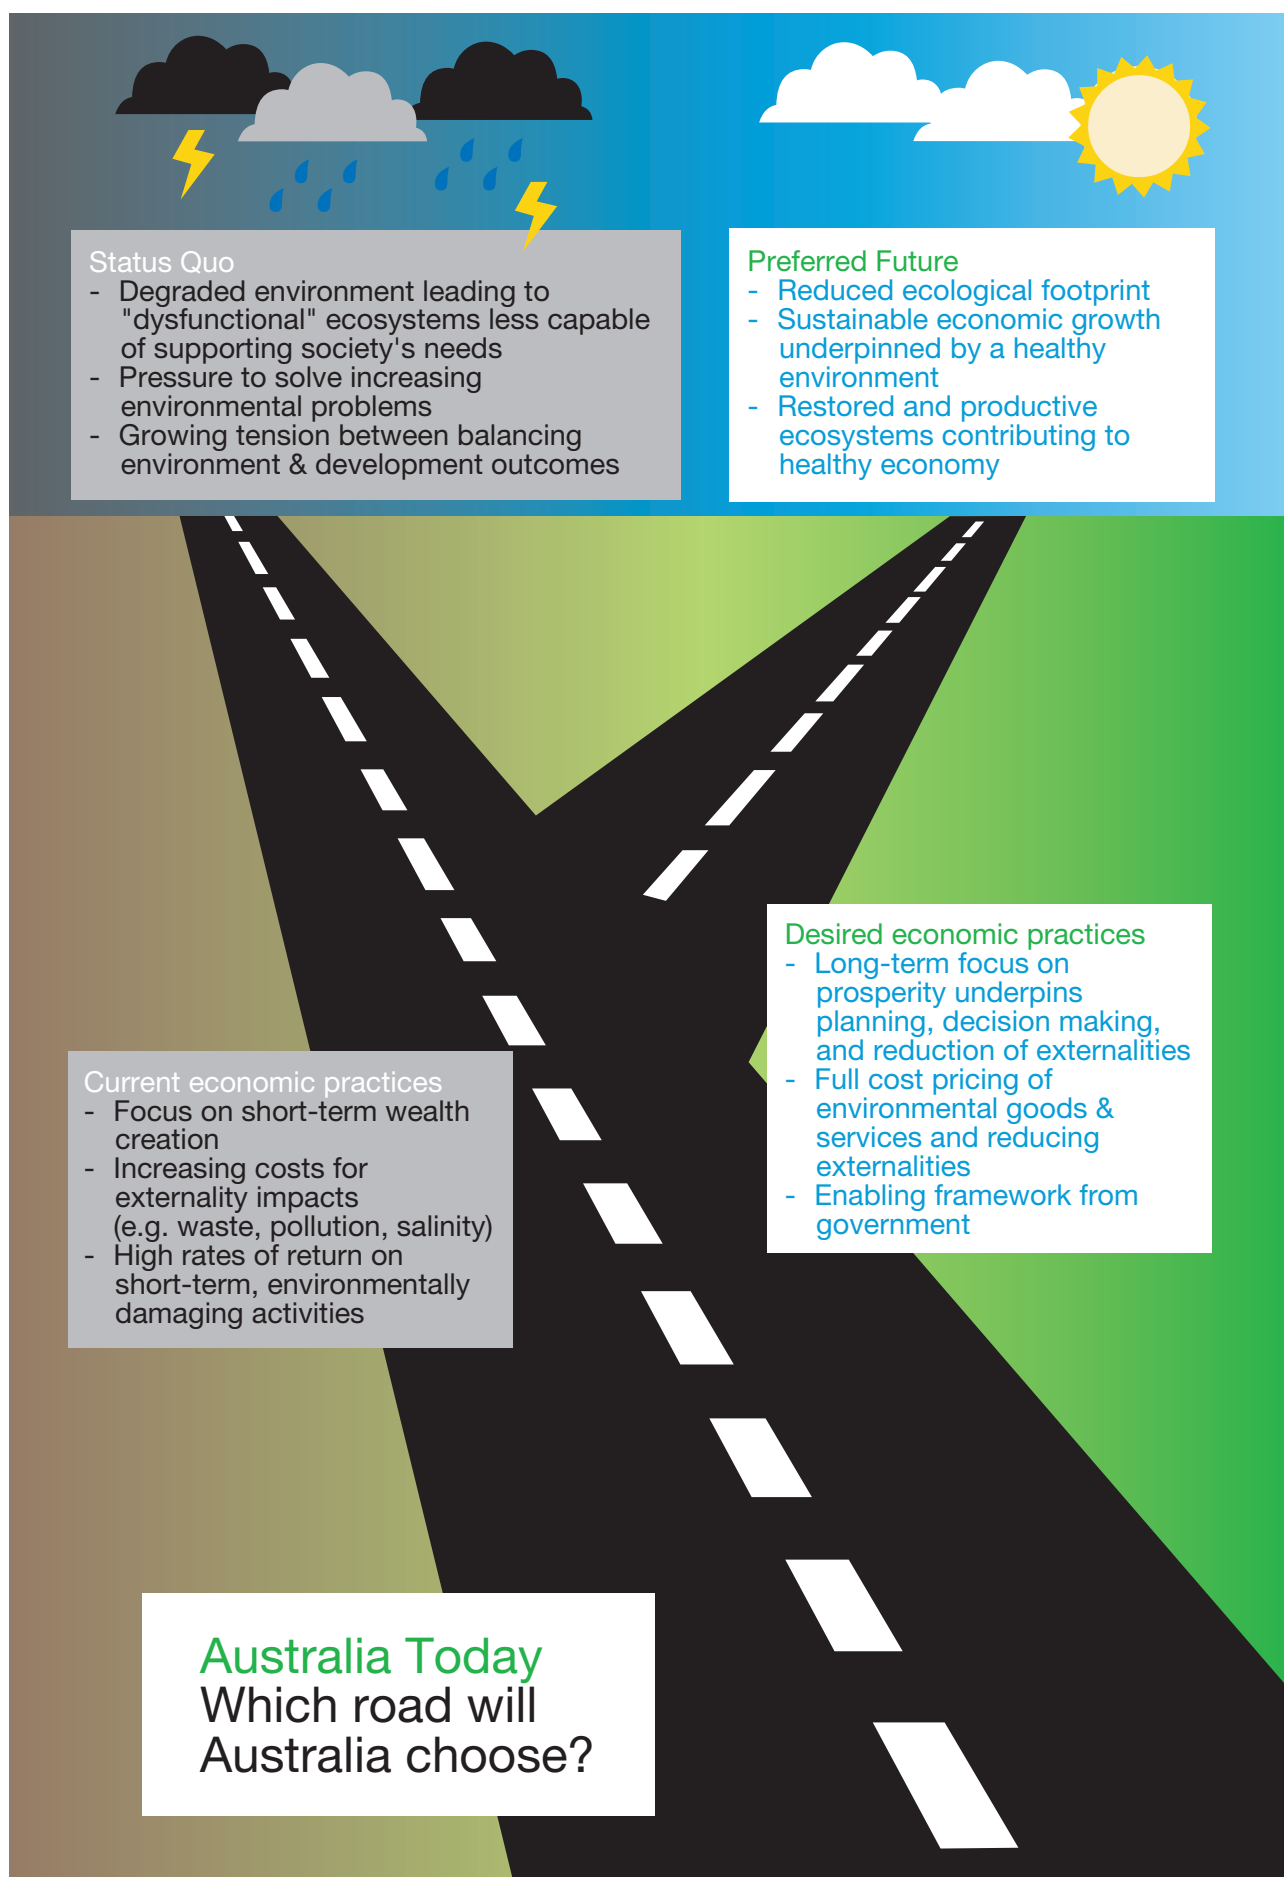 Status Quo
- Degraded environment leading to
"dysfunctional" ecosystems less capable
of supporting society's needs
- Pressure to solve increasing
environmental problems
- Growing tension between balancing
environment & development outcomes
Preferred Future
- Reduced ecological footprint
- Sustainable economic growth
underpinned by a healthy
environment
- Restored and productive
ecosystems contributing to
healthy economy
Desired economic practices
- Long-term focus on
prosperity underpins
planning, decision making,
and reduction of externalities
- Full cost pricing of
environmental goods &
services and reducing
externalities
- Enabling framework from
government
Current economic practices
- Focus on short-term wealth
creation
- Increasing costs for
externality impacts
(e.g. waste, pollution, salinity)
- High rates of return on
short-term, environmentally
damaging activities
Australia Today
Which road will
Australia choose?